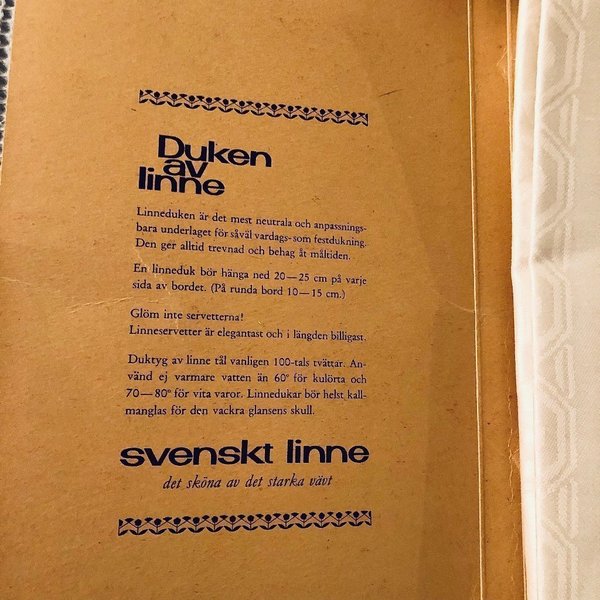 Duken
av
linne
Linneduken är det mest neutrala och anpassnings-
bara underlaget för såväl vardags-som festdukning.
Den ger alltid trevnad och behag åt måltiden.
En linneduk bör hänga ned 20—25 cm på varje
sida av bordet. (På runda bord 10—15 cm.)
Glöm inte servetterna!
Linneservetter är elegantast och i längden billigast.
Duktyg av linne tål vanligen 100-tals tvättar. An-
vänd ej varmare vatten än 60° för kulörta och
70—80° för vita varor. Linnedukar bör helst kall-
manglas för den vackra glansens skull.
svenskt linne
det sköna av det starka vävt